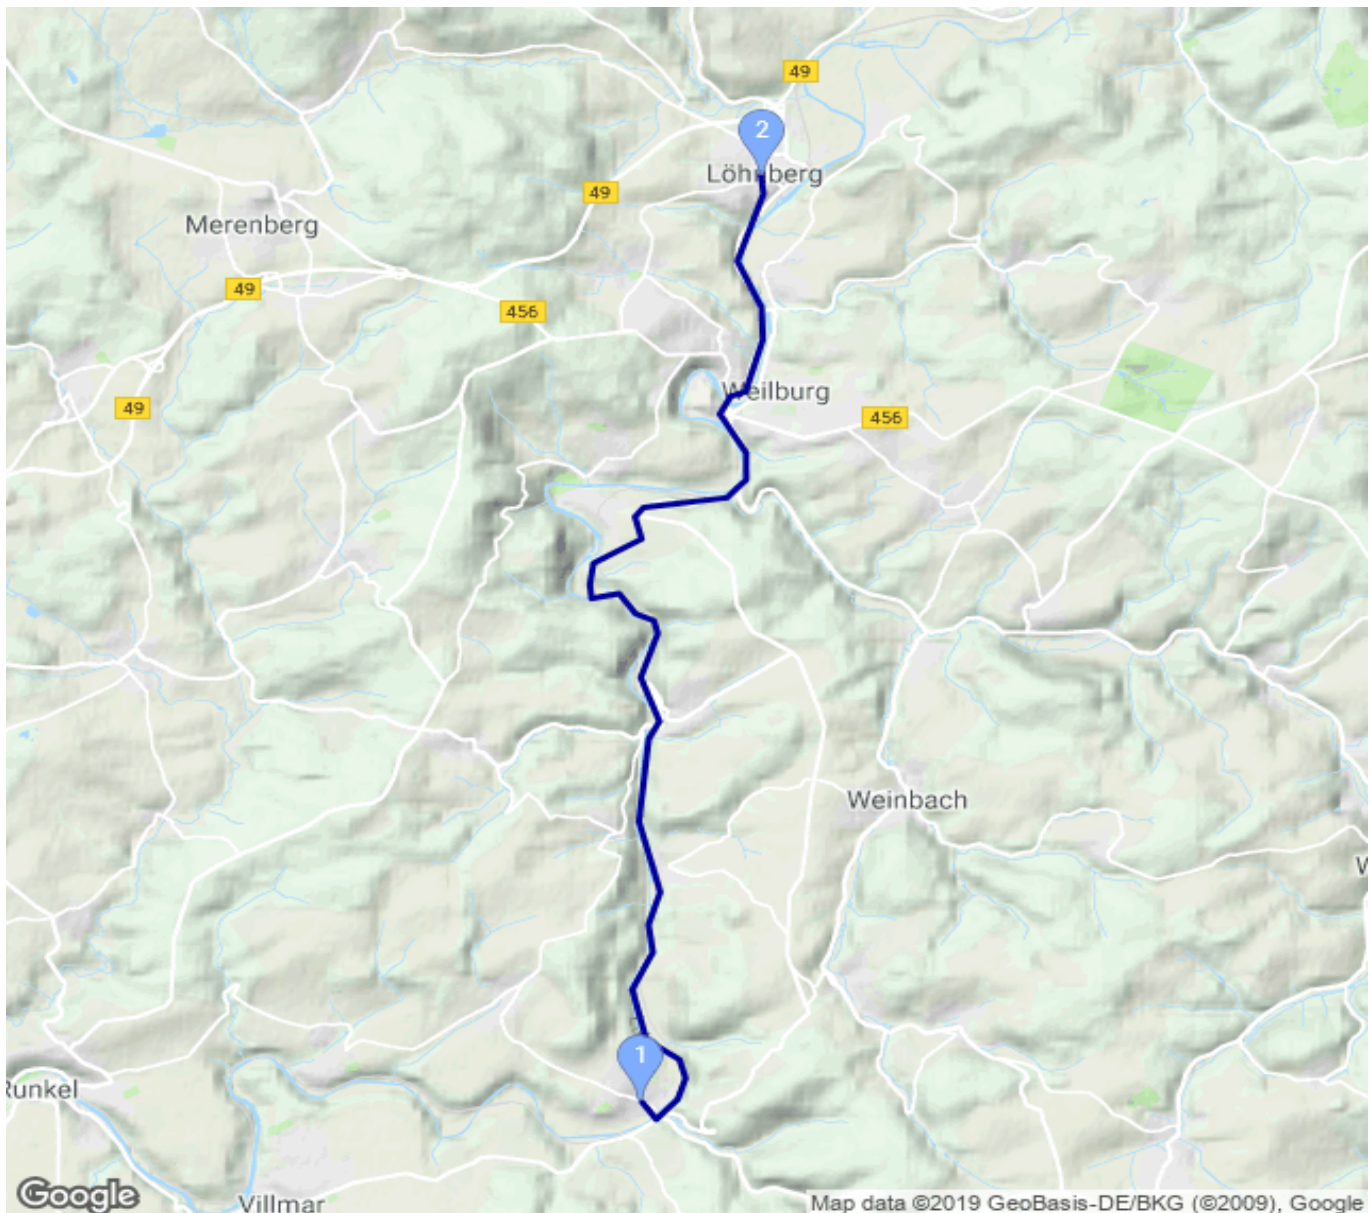 49
2
Löhnberg
49
Merenberg
49
456
Weilburg
49
456
Weinbach
W
1
Runkel
Villmar
Google
Map data ©2019 GeoBasis-DE/BKG (©2009), Google